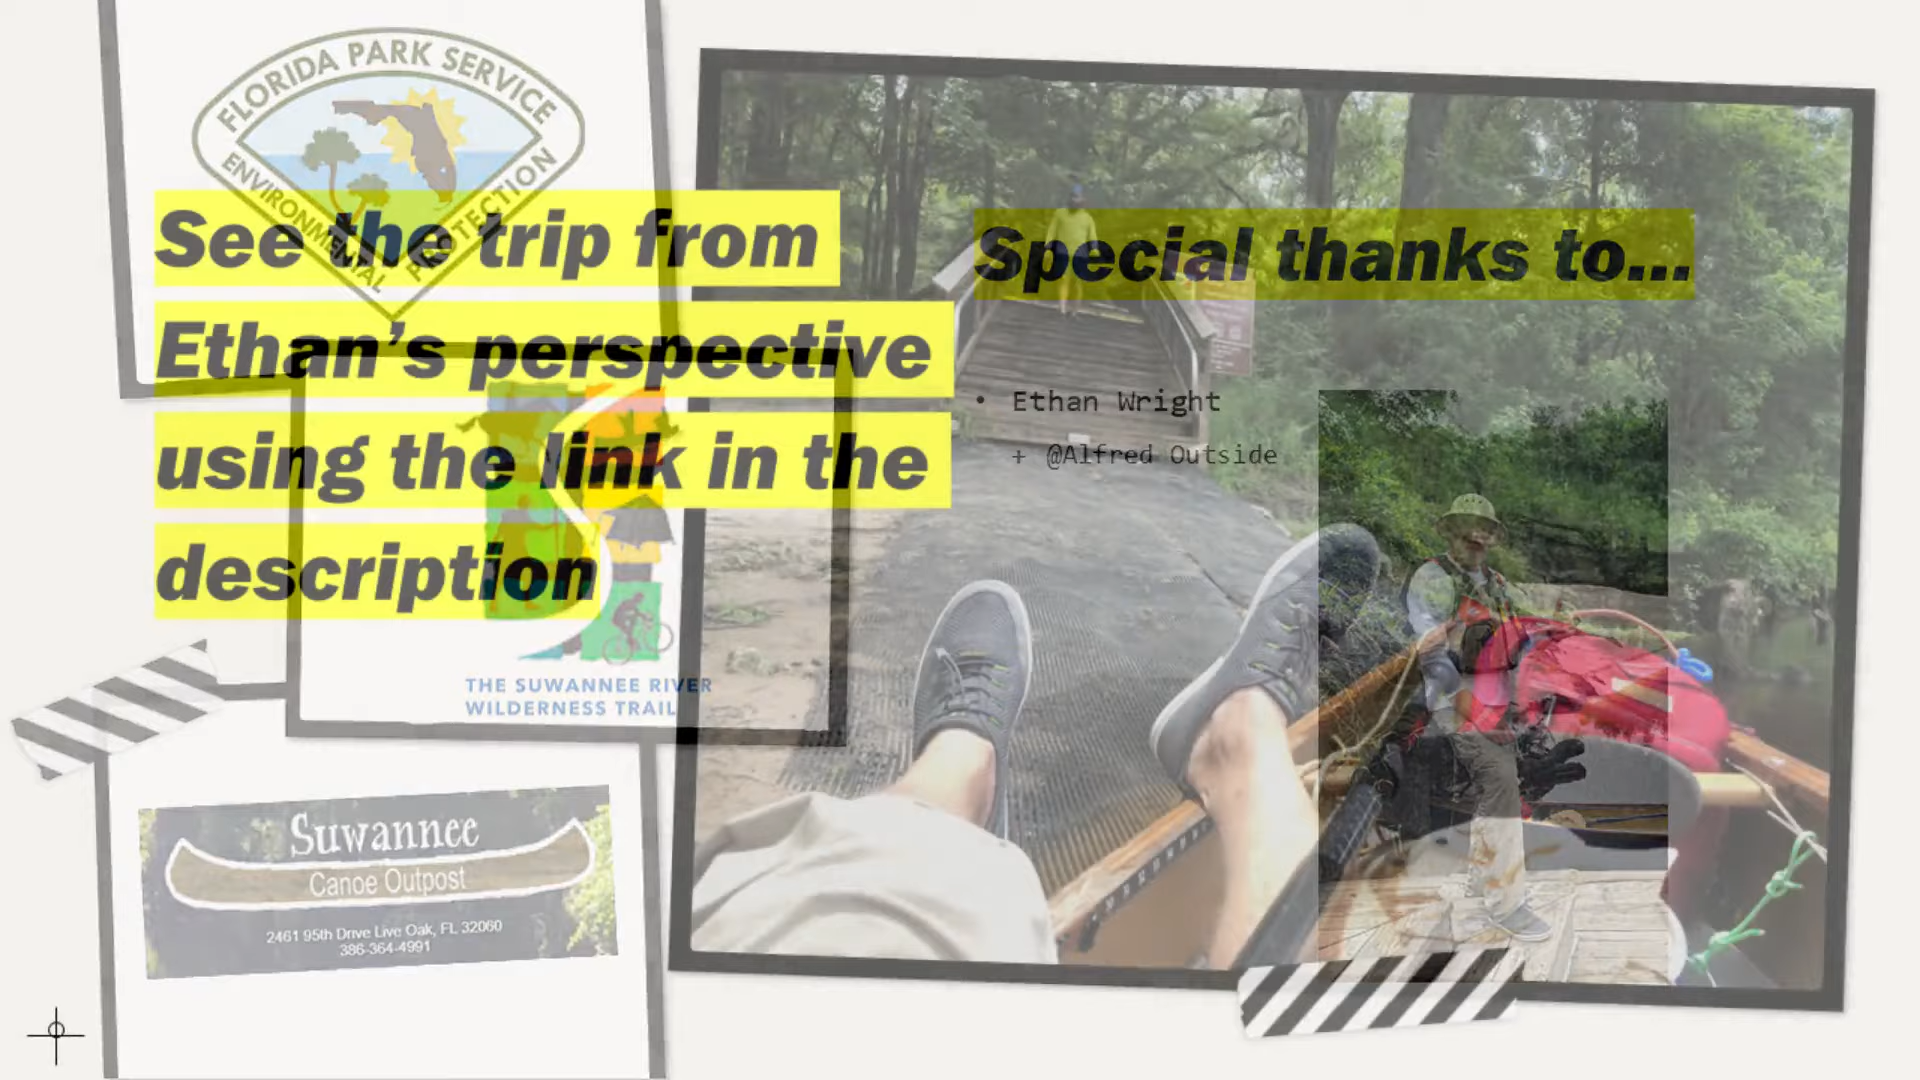 FLORIDA PARK SERVICE
ENVIRONMENTAL PROTECTION
See the trip from
Ethan’s perspective
using the link in the
description
Special thanks to...
• Ethan Wright
+ @Alfred Outside
THE SUWANNEE RIVER
WILDERNESS TRAIL
Suwannee
Canoe Outpost
2461 95th Drive Live Oak, FL 32060
386-364-4991